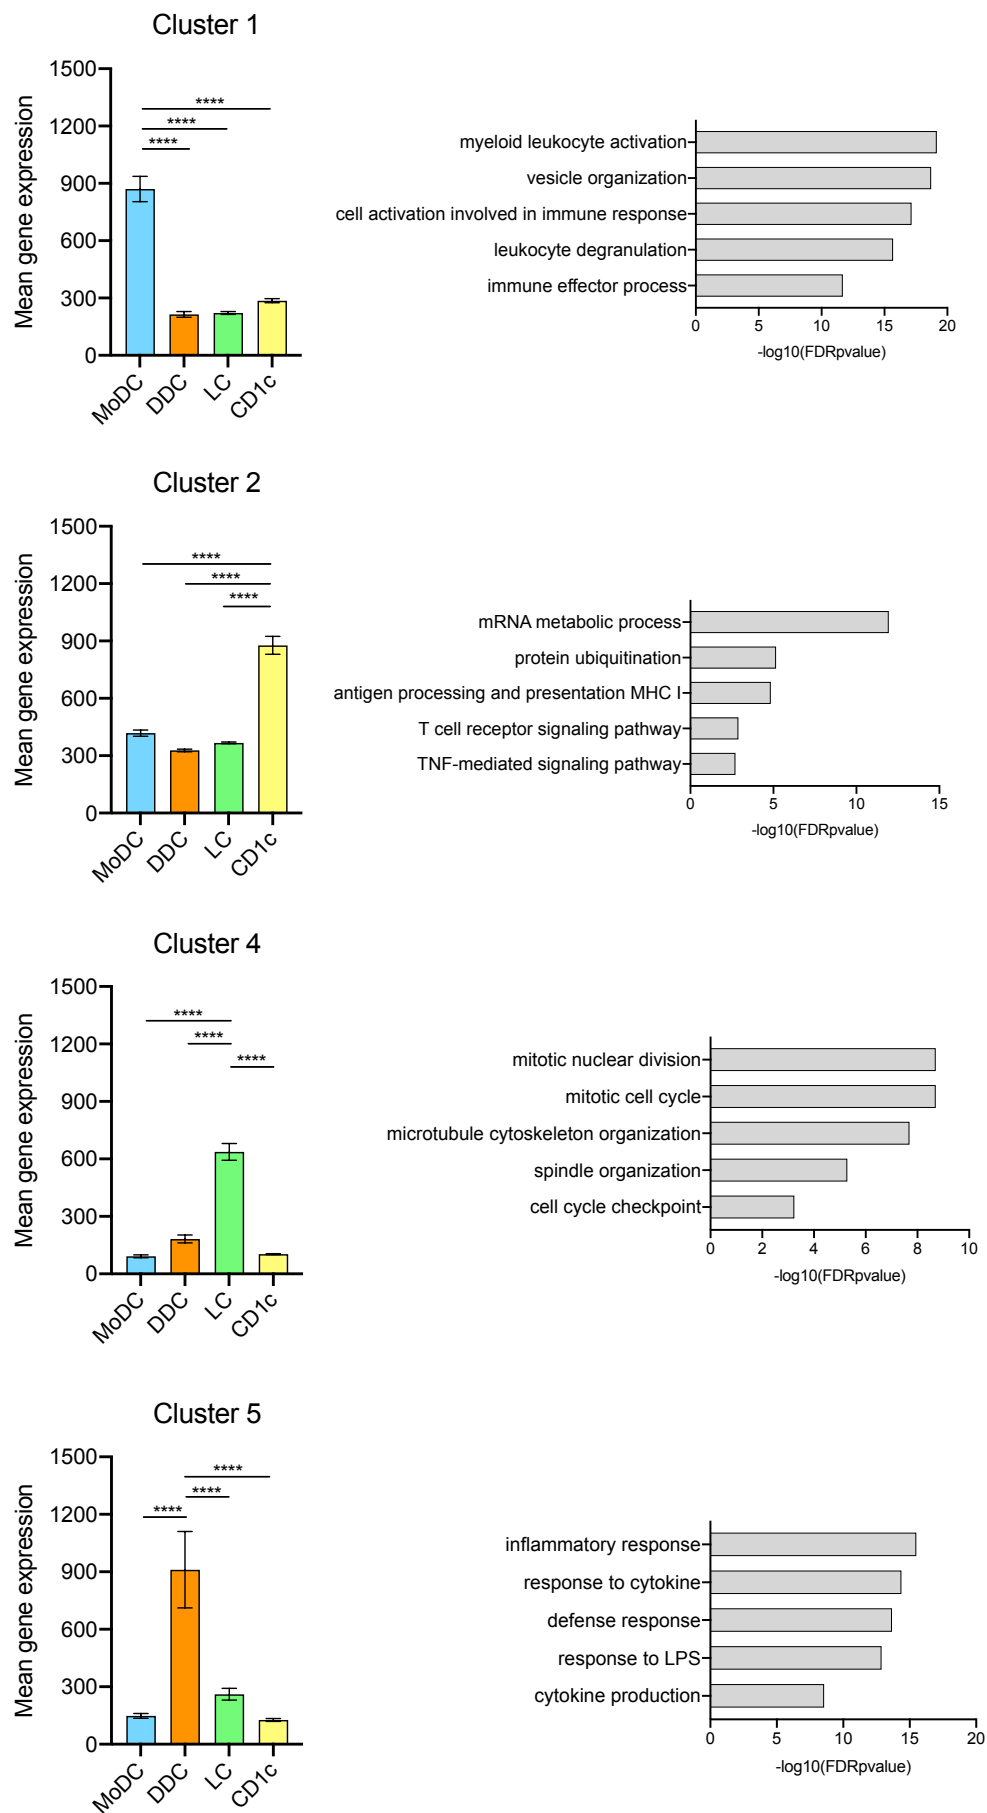 Cluster 1
Mean gene expression
1500
1200
900
600
300
0
****
****
****
MoDC
DDC
LC
CD1c
myeloid leukocyte activation
vesicle organization
cell activation involved in immune response
leukocyte degranulation
immune effector process
0 5 10 15 20
-log10(FDRpvalue)
Cluster 2
Mean gene expression
1500
1200
900
600
300
0
****
****
****
MoDC
DDC
LC
CD1c
mRNA metabolic process
protein ubiquitination
antigen processing and presentation MHC I
T cell receptor signaling pathway
TNF-mediated signaling pathway
0 5 10 15
-log10(FDRpvalue)
Cluster 4
Mean gene expression
1500
1200
900
600
300
0
****
****
****
MoDC
DDC
LC
CD1c
mitotic nuclear division
mitotic cell cycle
microtubule cytoskeleton organization
spindle organization
cell cycle checkpoint
0 2 4 6 8 10
-log10(FDRpvalue)
Cluster 5
Mean gene expression
1500
1200
900
600
300
0
****
****
****
MoDC
DDC
LC
CD1c
inflammatory response
response to cytokine
defense response
response to LPS
cytokine production
0 5 10 15 20
-log10(FDRpvalue)